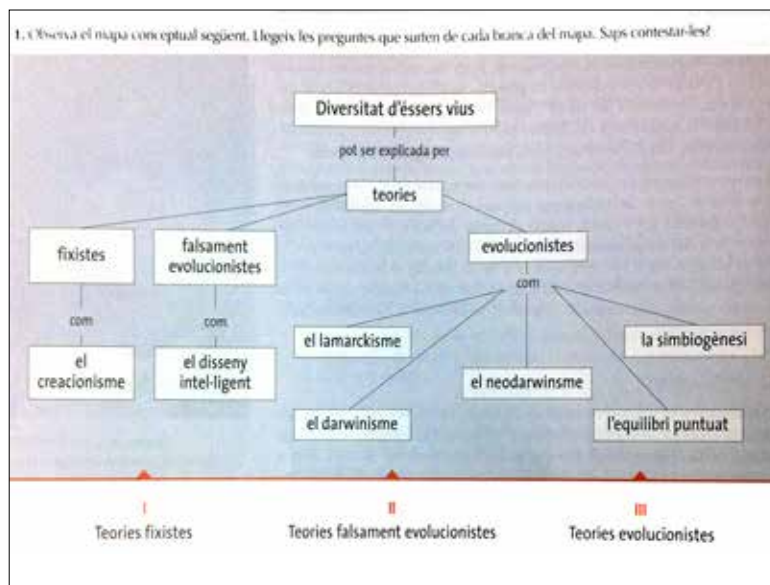 1. Observa el mapa conceptual següent. Llegeix les preguntes que surten de cada branca del mapa. Saps contestar-les?
Diversitat d'éssers vius
pot ser explicada per
teories
fixistes
falsament
evolucionistes
evolucionistes
com
com
com
el
creacionisme
el disseny
intel·ligent
el lamarckisme
la simbiogènesi
el neodarwinsme
el darwinisme
l'equilibri puntuat
I
II
III
Teories fixistes
Teories falsament evolucionistes
Teories evolucionistes